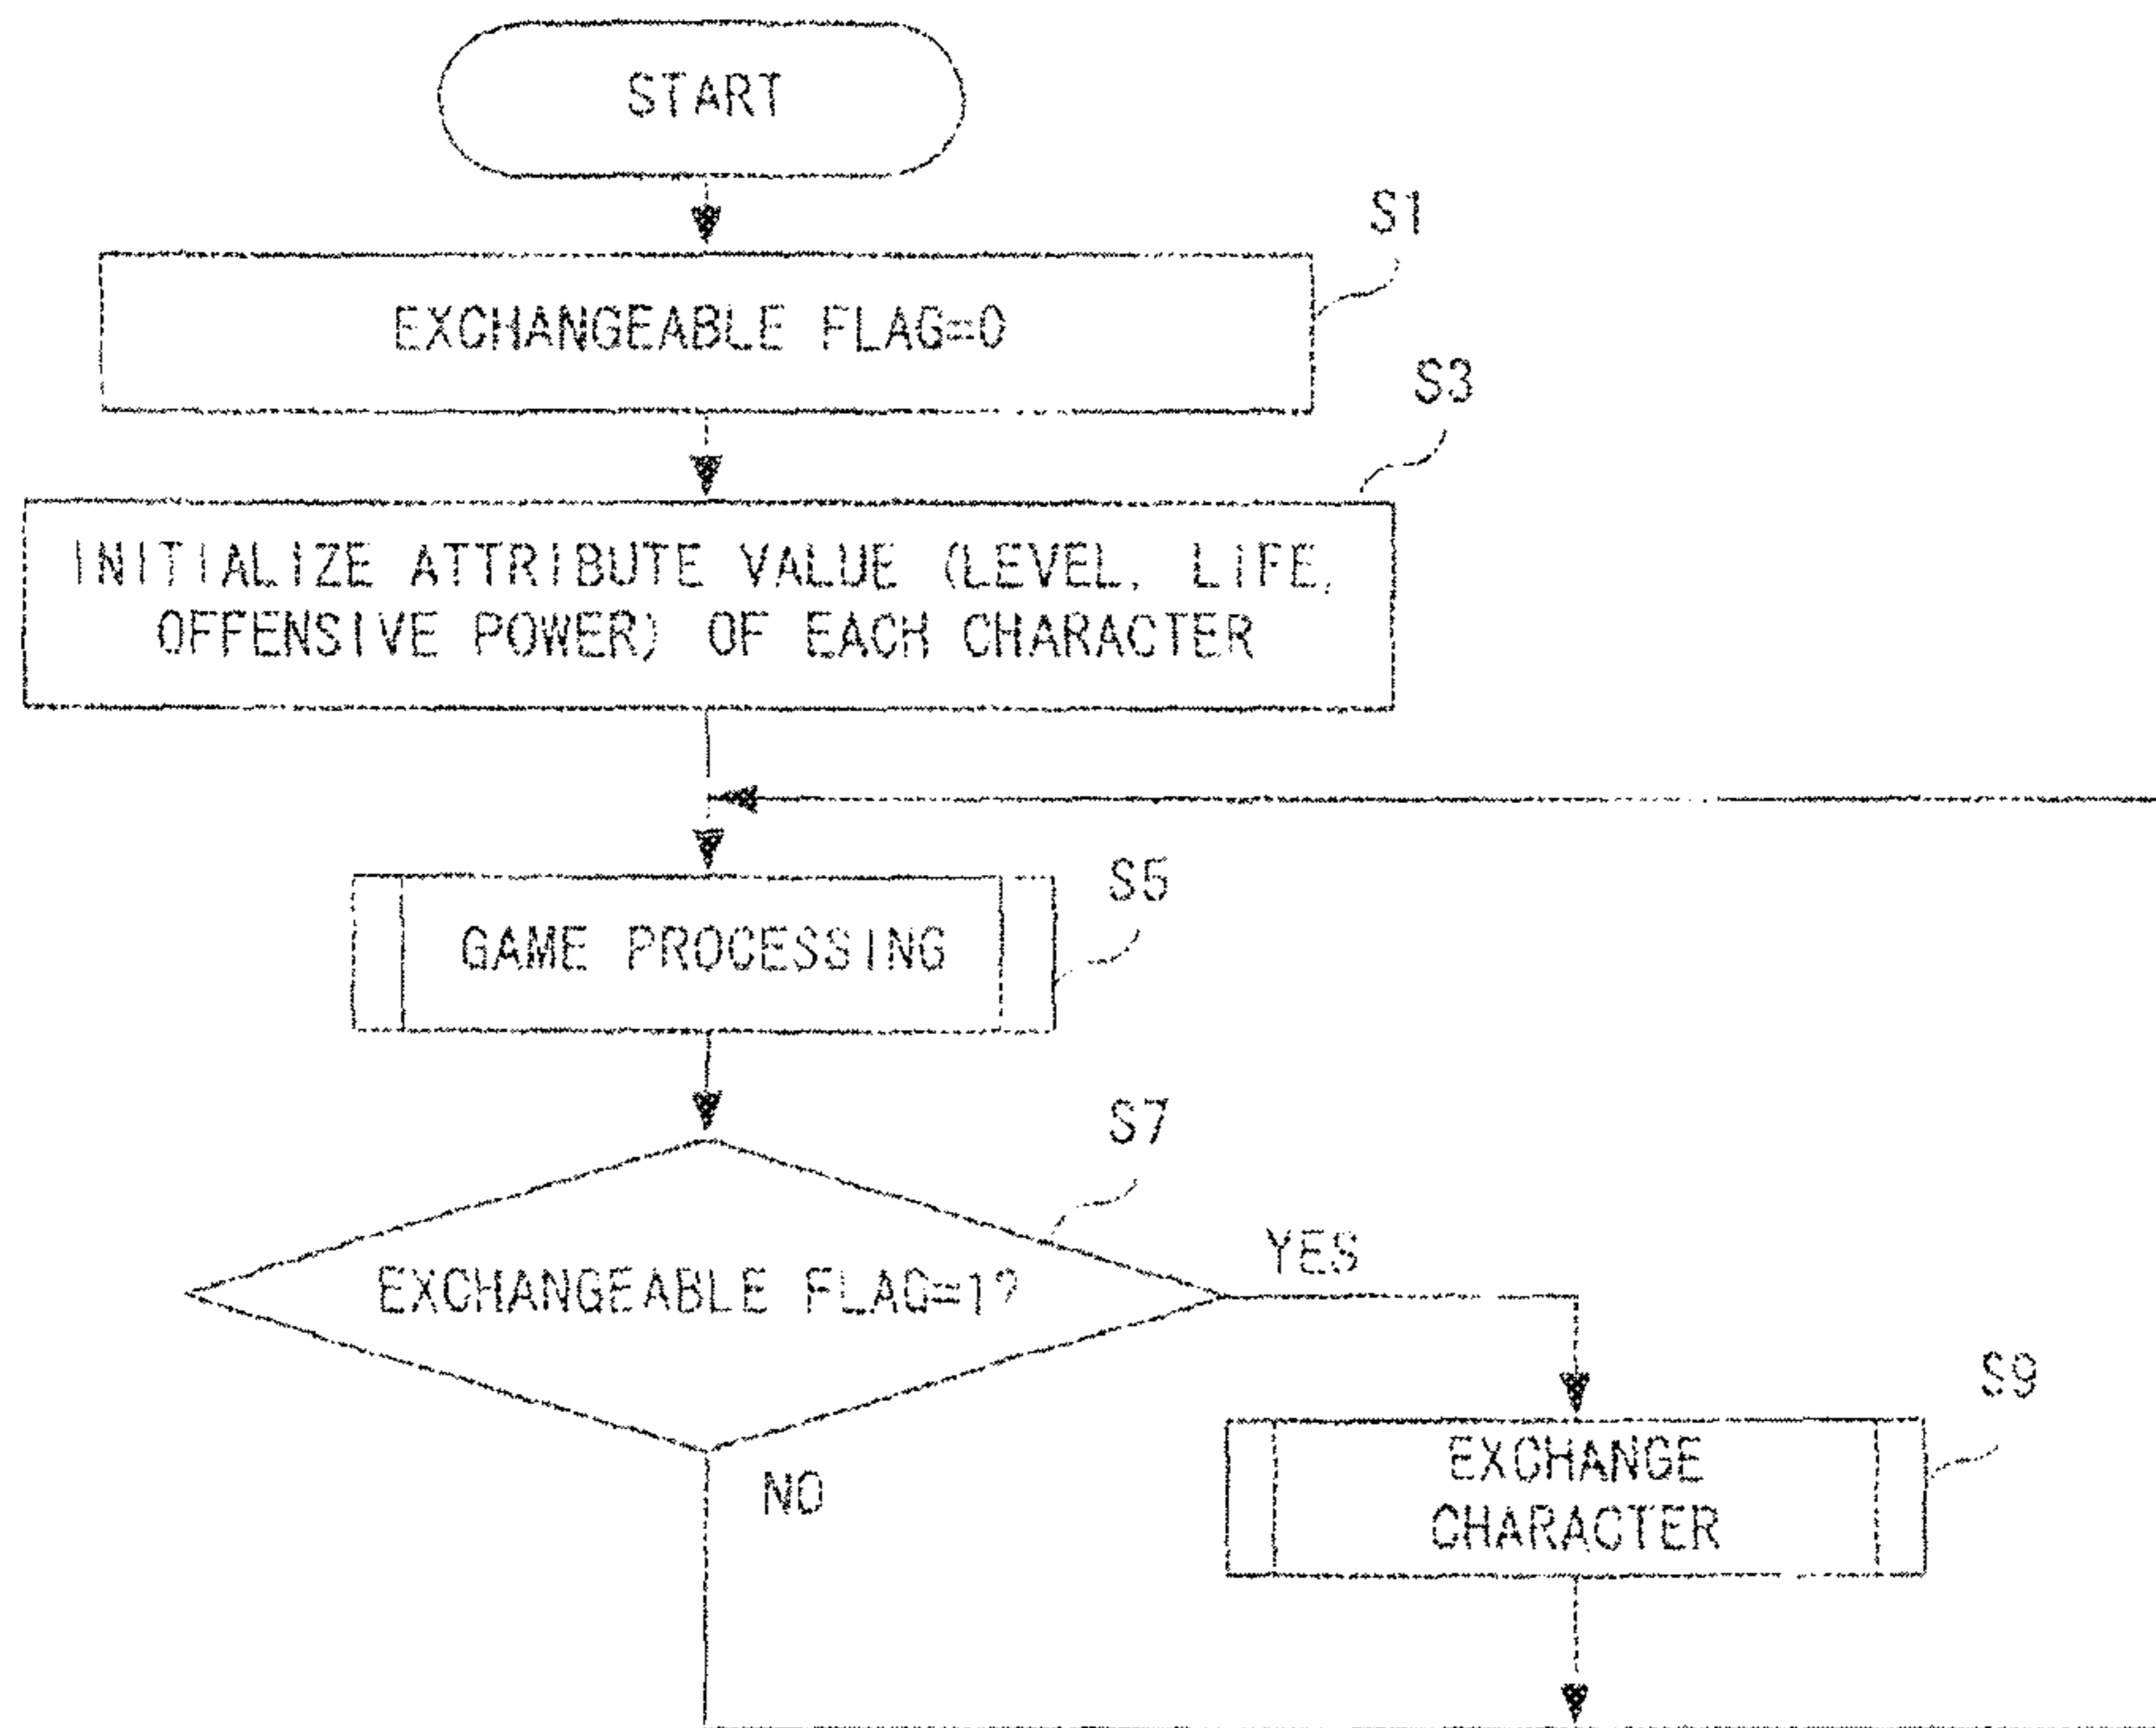 START
S1
EXCHANGEABLE FLAG=0
S3
INITIALIZE ATTRIBUTE VALUE (LEVEL, LIFE,
OFFENSIVE POWER) OF EACH CHARACTER
S5
GAME PROCESSING
S7
EXCHANGEABLE FLAG=1?
YES
S9
EXCHANGE
CHARACTER
NO